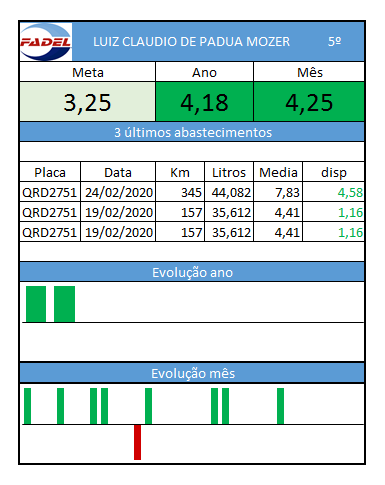 FADEL
LUIZ CLAUDIO DE PADUA MOZER 5º
Meta Ano Mês
3,25 4,18 4,25
3 últimos abastecimentos
Placa Data Km Litros Media disp
QRD2751 24/02/2020 345 44,082 7,83 4,58
QRD2751 19/02/2020 157 35,612 4,41 1,16
QRD2751 19/02/2020 157 35,612 4,41 1,16
Evolução ano
Evolução mês